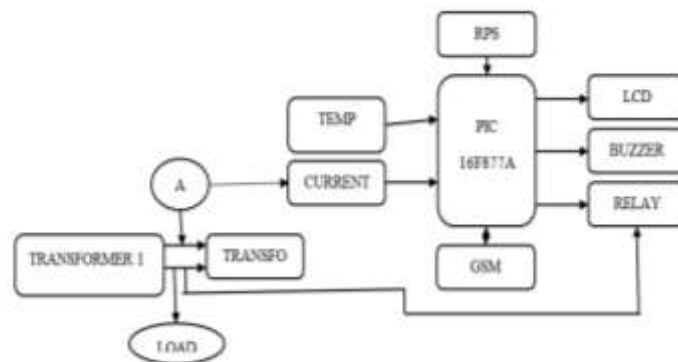 RPS
LCD
TEMP
PIC
16F877A
BUZZER
A
CURRENT
RELAY
TRANSFORMER 1
TRANSFO
GSM
LOAD